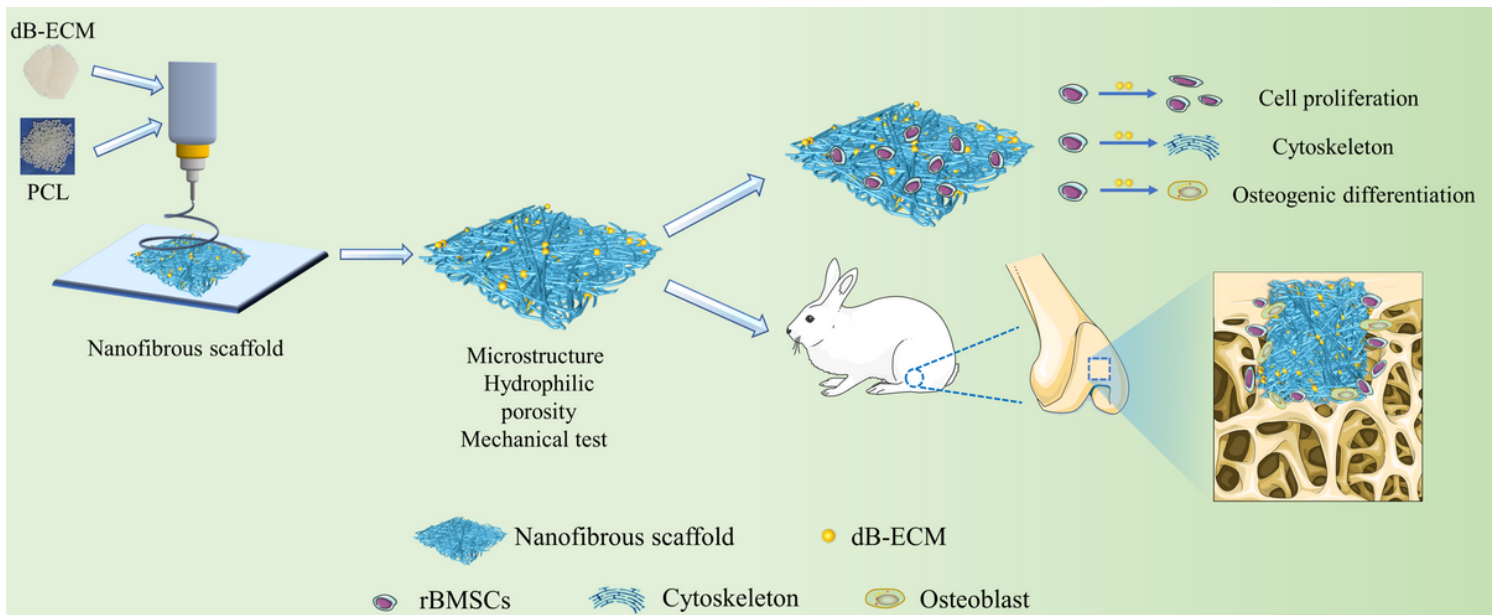 dB-ECM
PCL
Nanofibrous scaffold
Microstructure
Hydrophilic
porosity
Mechanical test
Cell proliferation
Cytoskeleton
Osteogenic differentiation
Nanofibrous scaffold
dB-ECM
rBMSCs
Cytoskeleton
Osteoblast